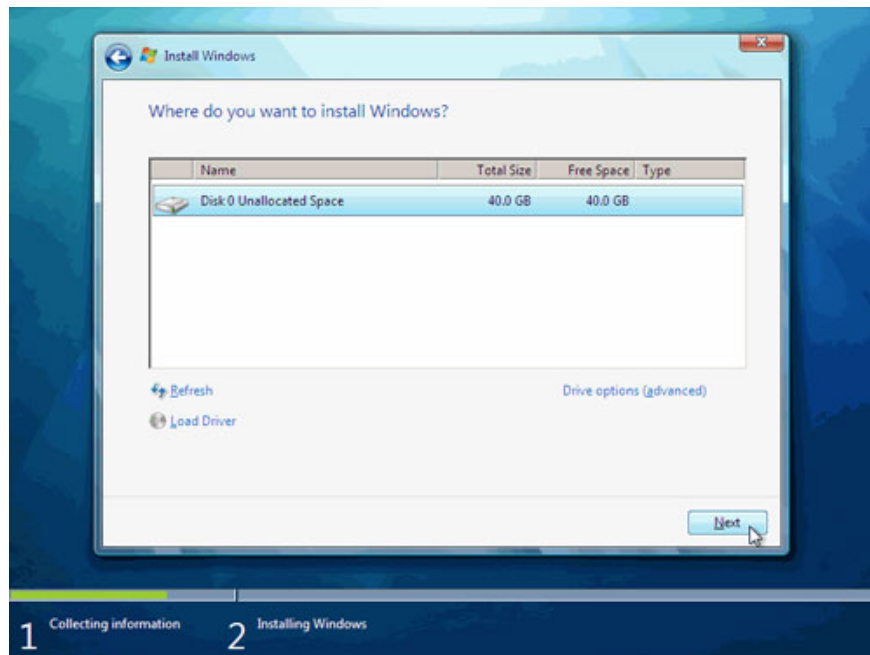 Install Windows
Where do you want to install Windows?
Name Total Size Free Space Type
Disk 0 Unallocated Space 40.0 GB 40.0 GB
Refresh Drive options (advanced)
Load Driver
Next
1 Collecting information 2 Installing Windows